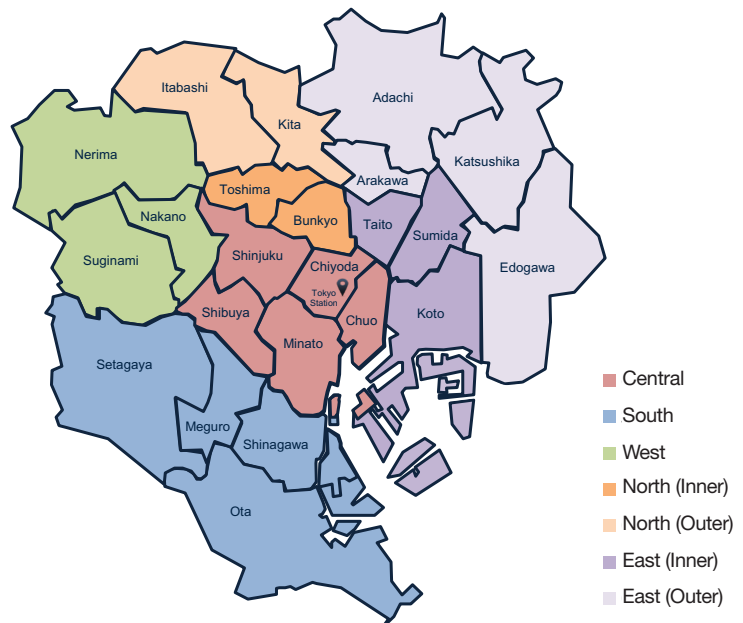 Itabashi
Kita
Adachi
Nerima
Katsushika
Arakawa
Toshima
Nakano
Bunkyo
Taito
Sumida
Suginami
Shinjuku
Chiyoda
Edogawa
Tokyo
Station
Shibuya
Chuo
Koto
Minato
Setagaya
Meguro
Shinagawa
Ota
Central
South
West
North (Inner)
North (Outer)
East (Inner)
East (Outer)